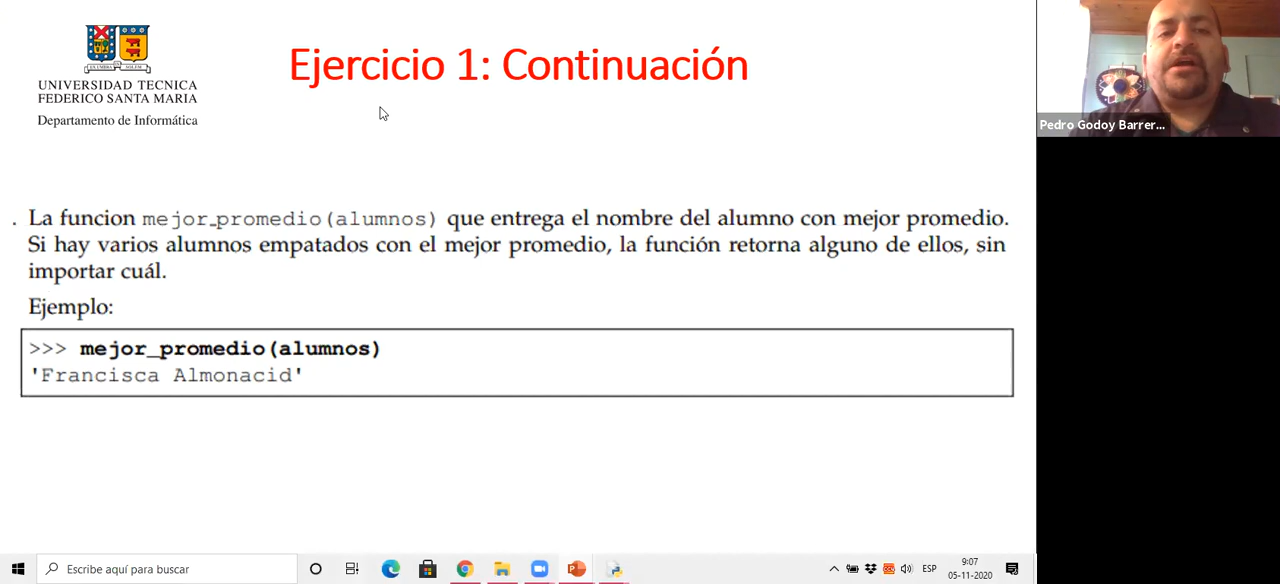 UNIVERSIDAD TECNICA
FEDERICO SANTA MARIA
Departamento de Informática
Ejercicio 1: Continuación
. La funcion mejor_promedio(alumnos) que entrega el nombre del alumno con mejor promedio.
Si hay varios alumnos empatados con el mejor promedio, la función retorna alguno de ellos, sin
importar cuál.
Ejemplo:
>>> mejor_promedio(alumnos)
'Francisca Almonacid'
Pedro Godoy Barrer...
Escribe aquí para buscar
ESP
9:07
05-11-2020